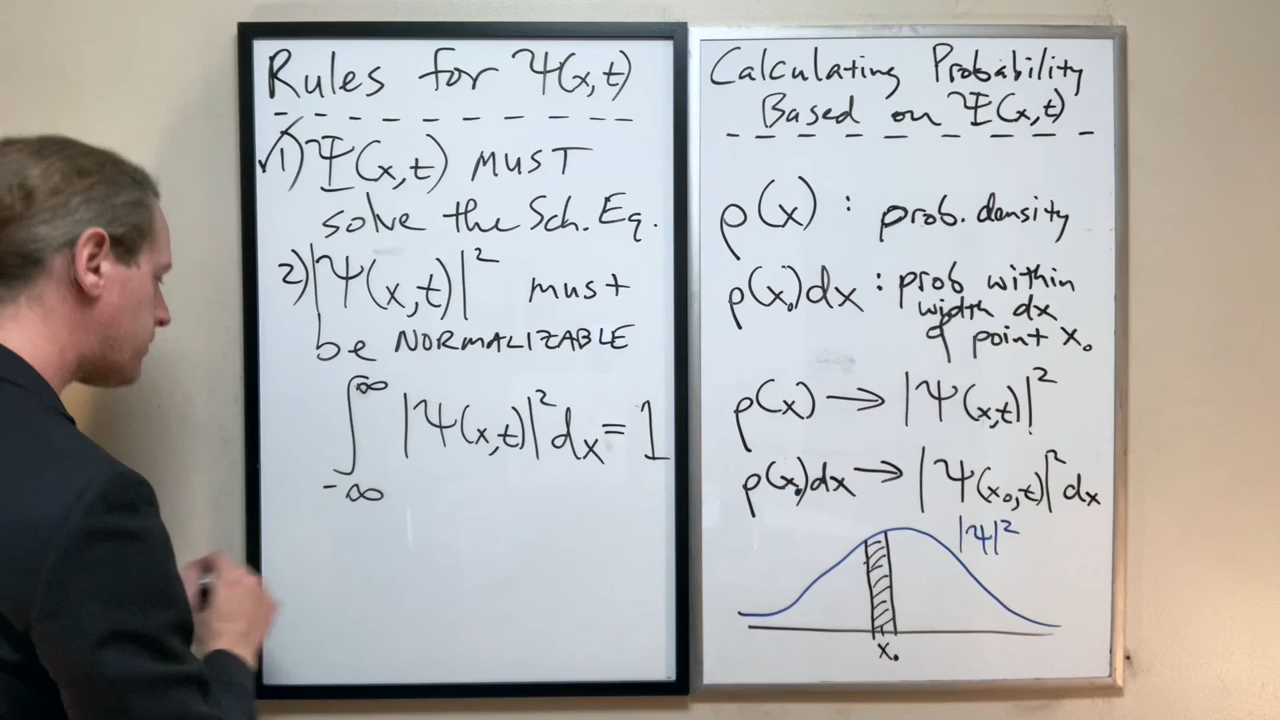 Rules for Ψ(x,t)
1) Ψ(x,t) MUST
solve the Sch. Eq.
2) |Ψ(x,t)|² must
be NORMALIZABLE
∫_{-∞}^{∞} |Ψ(x,t)|² dx = 1
Calculating Probability
Based on Ψ(x,t)
ρ(x) : prob. density
ρ(x₀)dx : prob within
width dx
of point x₀
ρ(x) → |Ψ(x,t)|²
ρ(x₀)dx → |Ψ(x₀,t)|² dx
|Ψ|²
x₀